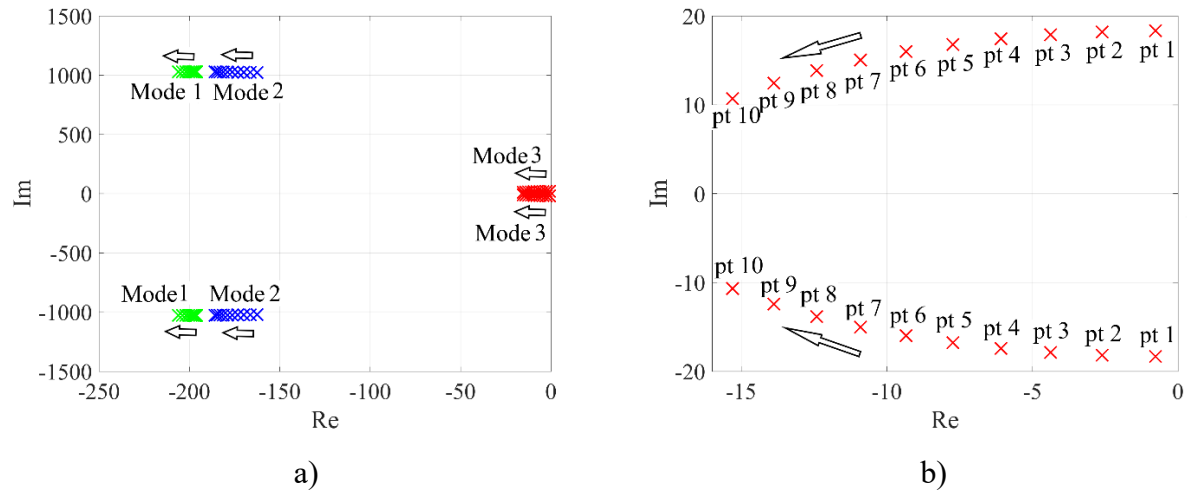 1500
1000
500
0
-500
-1000
-1500
Im
-250
-200
-150
-100
-50
0
Re
Mode 1
Mode 2
Mode 3
Mode 3
Mode 1
Mode 2
a)
20
10
0
-10
-20
Im
-15
-10
-5
0
Re
pt 10
pt 9
pt 8
pt 7
pt 6
pt 5
pt 4
pt 3
pt 2
pt 1
pt 10
pt 9
pt 8
pt 7
pt 6
pt 5
pt 4
pt 3
pt 2
pt 1
b)